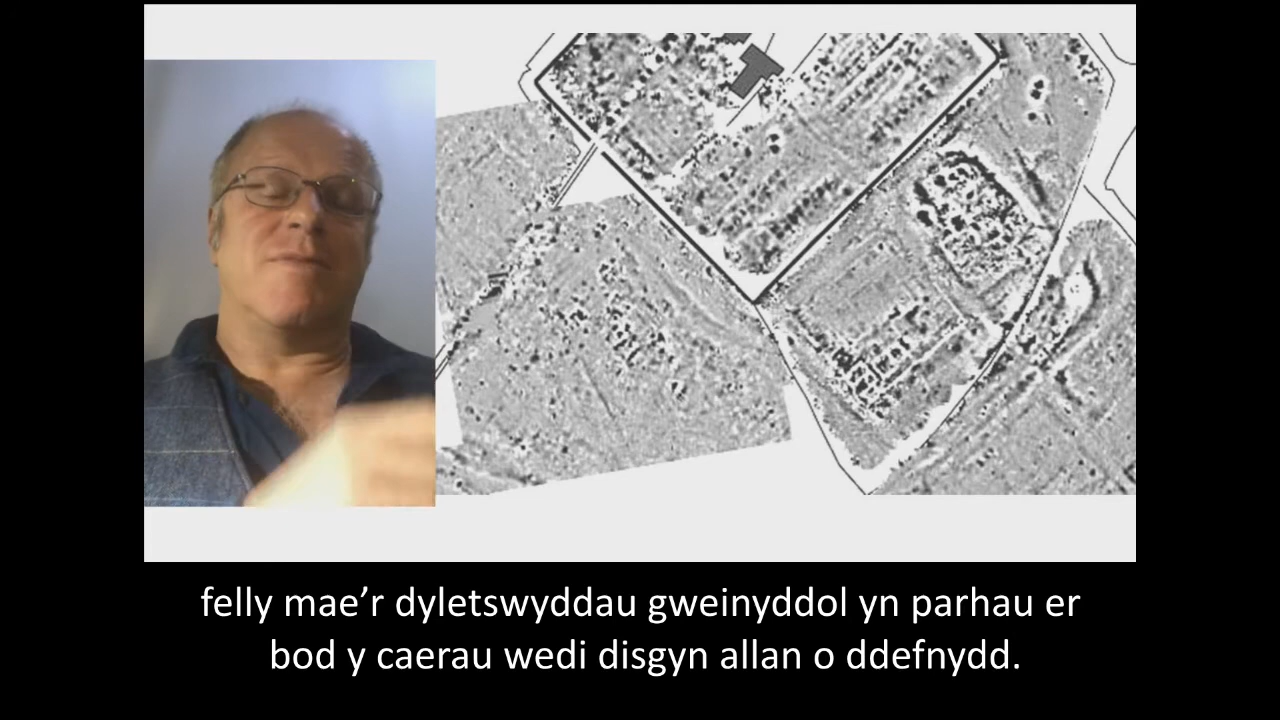 felly mae’r dyletswyddau gweinyddol yn parhau er
bod y caerau wedi disgyn allan o ddefnydd.